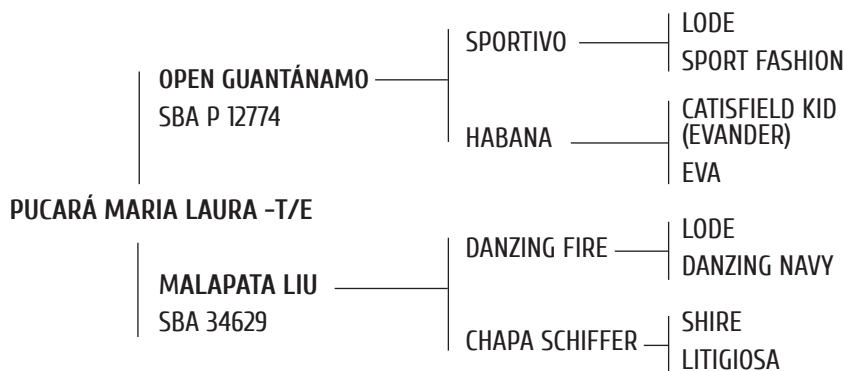 LODE
SPORTIVO
SPORT FASHION
OPEN GUANTÁNAMO
SBA P 12774
CATISFIELD KID
(EVANDER)
HABANA
EVA
PUCARÁ MARIA LAURA -T/E
LODE
DANZING FIRE
DANZING NAVY
MALAPATA LIU
SBA 34629
SHIRE
CHAPA SCHIFFER
LITIGIOSA